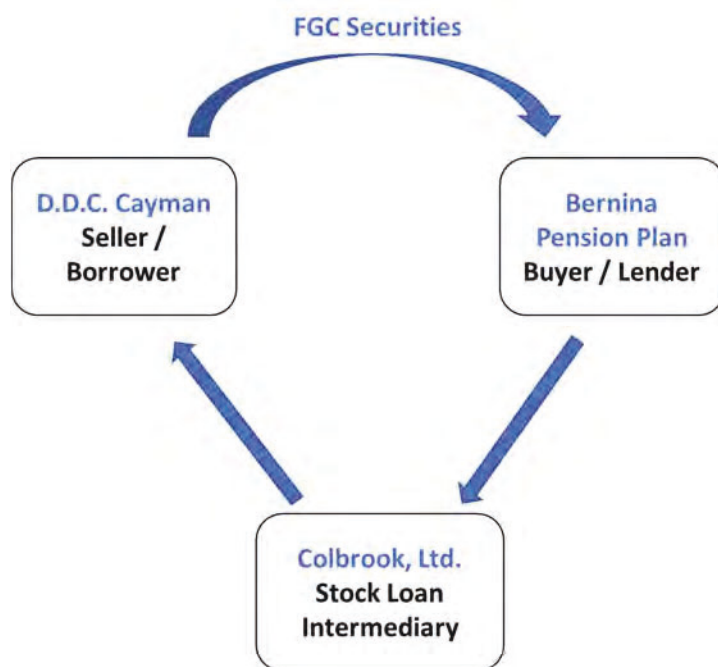 FGC Securities
D.D.C. Cayman
Seller /
Borrower
Bernina
Pension Plan
Buyer / Lender
Colbrook, Ltd.
Stock Loan
Intermediary